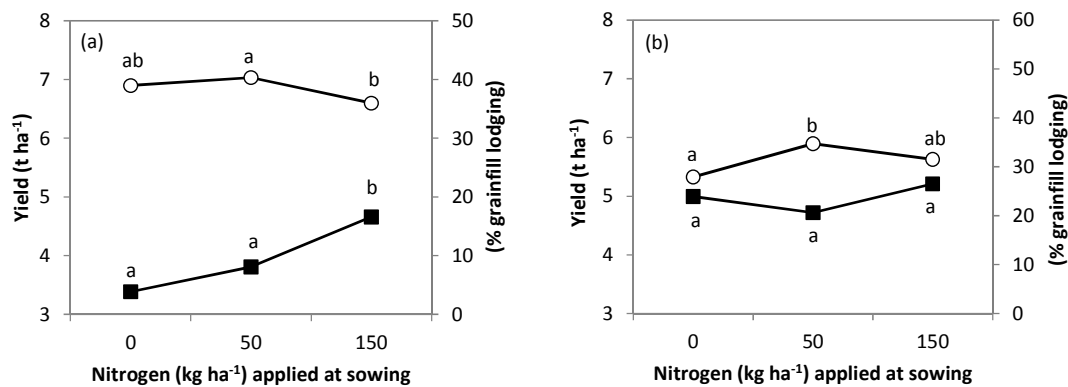 (a)
Yield (t ha⁻¹)
8
7
6
5
4
3
ab
a
b
a
a
b
50
40
30
20
10
0
(% grainfill lodging)
0
50
150
Nitrogen (kg ha⁻¹) applied at sowing
(b)
Yield (t ha⁻¹)
8
7
6
5
4
3
a
b
ab
a
a
a
60
50
40
30
20
10
0
(% grainfill lodging)
0
50
150
Nitrogen (kg ha⁻¹) applied at sowing